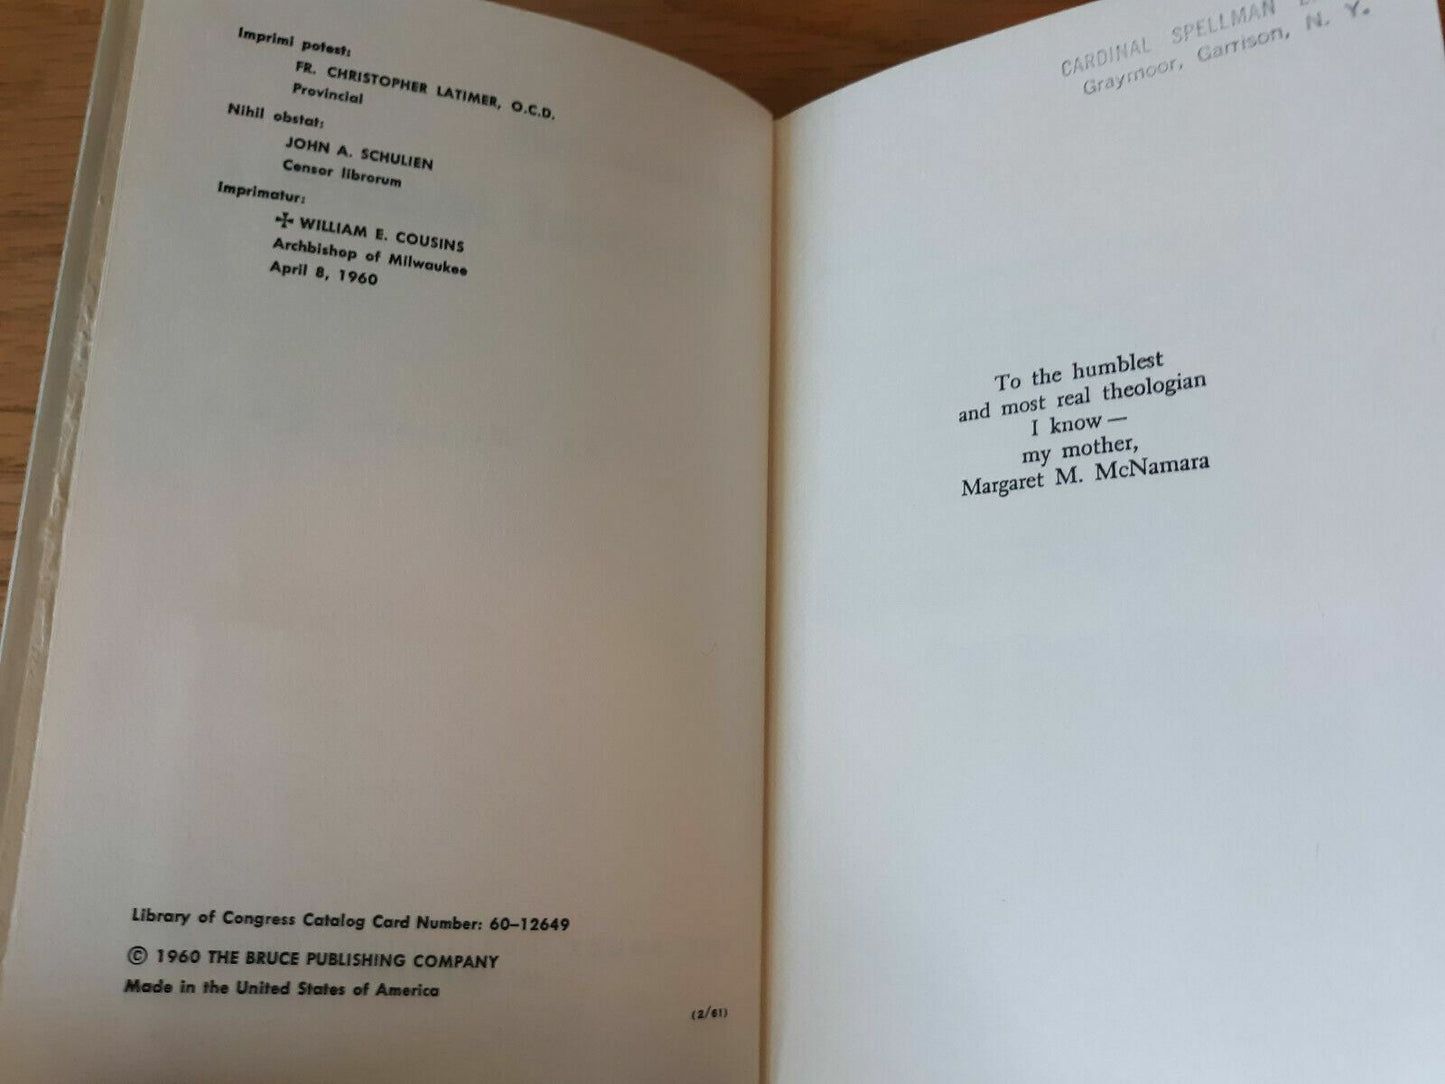 Imprimi potest:
FR. CHRISTOPHER LATIMER, O.C.D.
Provincial
Nihil obstat:
JOHN A. SCHULIEN
Censor librorum
Imprimatur:
✠ WILLIAM E. COUSINS
Archbishop of Milwaukee
April 8, 1960
Library of Congress Catalog Card Number: 60–12649
© 1960 THE BRUCE PUBLISHING COMPANY
Made in the United States of America
(2/61)
CARDINAL SPELLMAN
Graymoor, Garrison, N. Y.
To the humblest
and most real theologian
I know —
my mother,
Margaret M. McNamara